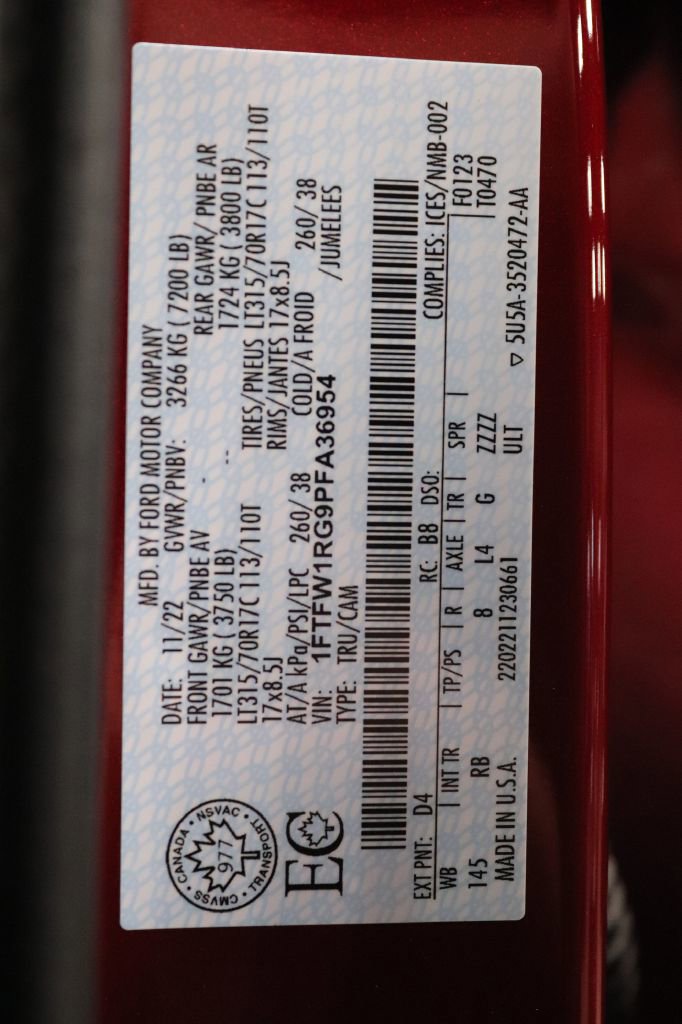 MFD. BY FORD MOTOR COMPANY
DATE: 11/22 GVWR/PNBV: 3266 KG ( 7200 LB)
FRONT GAWR/PNBE AV REAR GAWR/ PNBE AR
1701 KG ( 3750 LB) 1724 KG ( 3800 LB)
LT315/70R17C 113/110T TIRES/PNEUS LT315/70R17C 113/110T
17x8.5J RIMS/JANTES 17x8.5J
AT/A kPa/PSI/LPC 260/ 38 COLD/A FROID 260/ 38
VIN: 1FTFW1RG9PFA36954 /JUMELEES
TYPE: TRU/CAM
CANADA • NSVAC • TRANSPORT • CMVSS •
977
EC
EXT PNT: D4 RC: B8 DSO: COMPLIES: ICES/NMB-002
WB | INT TR | TP/PS | R | AXLE | TR | SPR | F0123
145 RB 8 L4 G ZZZZ T0470
MADE IN U.S.A. 2202211230661 ULT ▽ 5U5A-3520472-AA